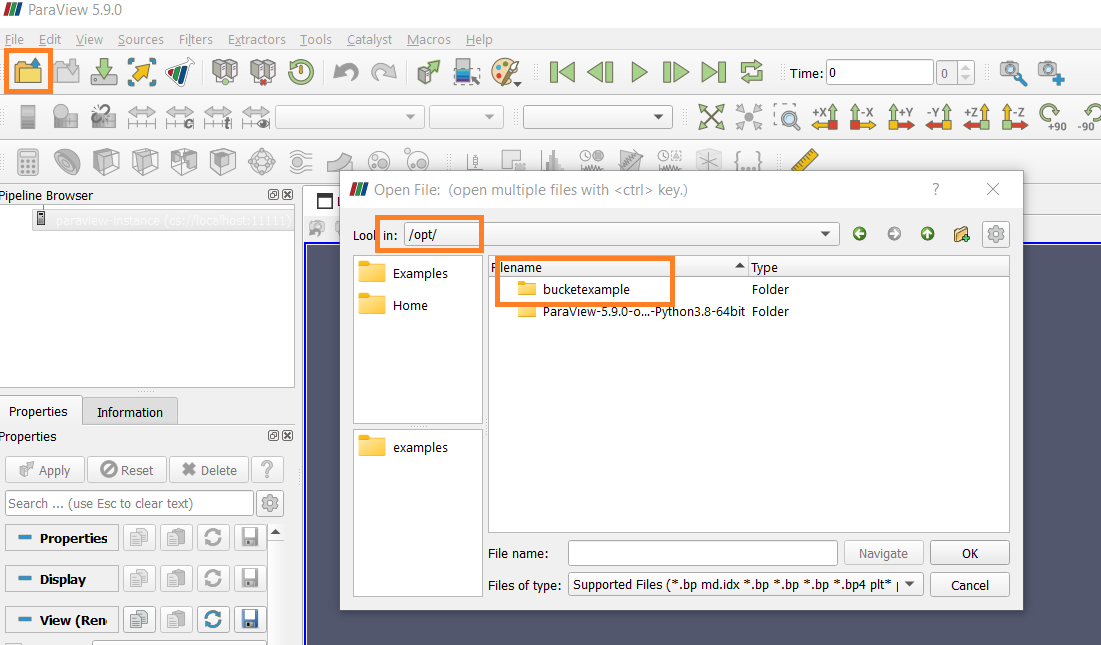 ParaView 5.9.0
File Edit View Sources Filters Extractors Tools Catalyst Macros Help
Time: 0 0
+X -X +Y -Y +Z -Z +90 -90
Pipeline Browser
paraview-instance (cs://localhost:11111)
Open File: (open multiple files with <ctrl> key.) ?
Look in: /opt/
Examples
Home
Filename Type
bucketexample Folder
ParaView-5.9.0-o...-Python3.8-64bit Folder
examples
Properties Information
Properties
Apply Reset Delete ?
Search ... (use Esc to clear text)
Properties
Display
View (Ren
File name: Navigate OK
Files of type: Supported Files (*.bp md.idx *.bp *.bp *.bp *.bp4 plt* Cancel